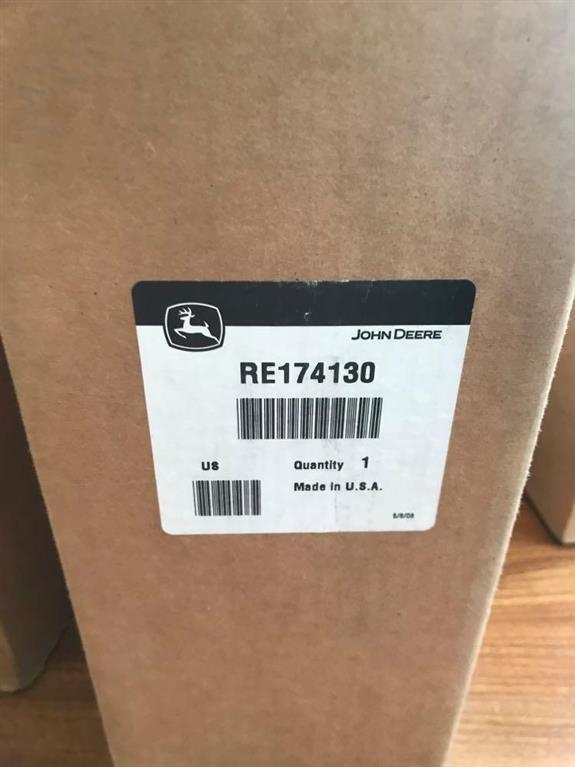 JOHN DEERE
RE174130
US Quantity 1
Made in U.S.A.